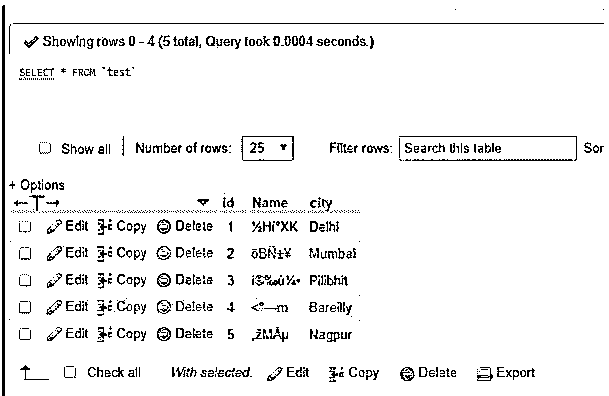 Showing rows 0 - 4 (5 total, Query took 0.0004 seconds.)
SELECT * FROM `test`
Show all Number of rows: 25 Filter rows: Search this table Sor
+ Options
←T→ id Name city
Edit Copy Delete 1 ½Hí°XK Delhi
Edit Copy Delete 2 õBÑ±¥ Mumbai
Edit Copy Delete 3 Pilibhit
Edit Copy Delete 4 Bareilly
Edit Copy Delete 5 „žMÂµ Nagpur
Check all With selected: Edit Copy Delete Export